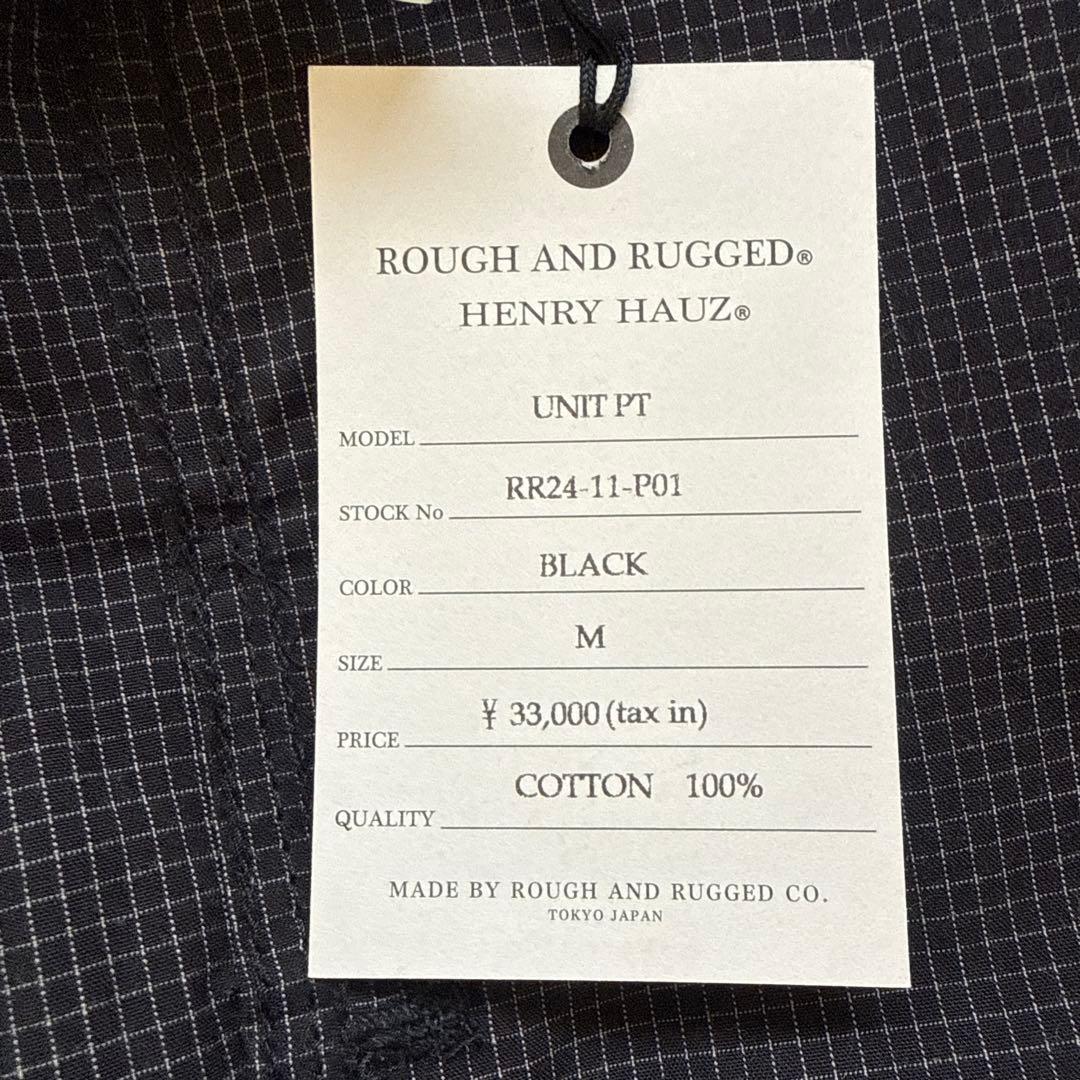 ROUGH AND RUGGED®
HENRY HAUZ®
MODEL UNIT PT
STOCK No RR24-11-P01
COLOR BLACK
SIZE M
PRICE ¥ 33,000 (tax in)
QUALITY COTTON 100%
MADE BY ROUGH AND RUGGED CO.
TOKYO JAPAN